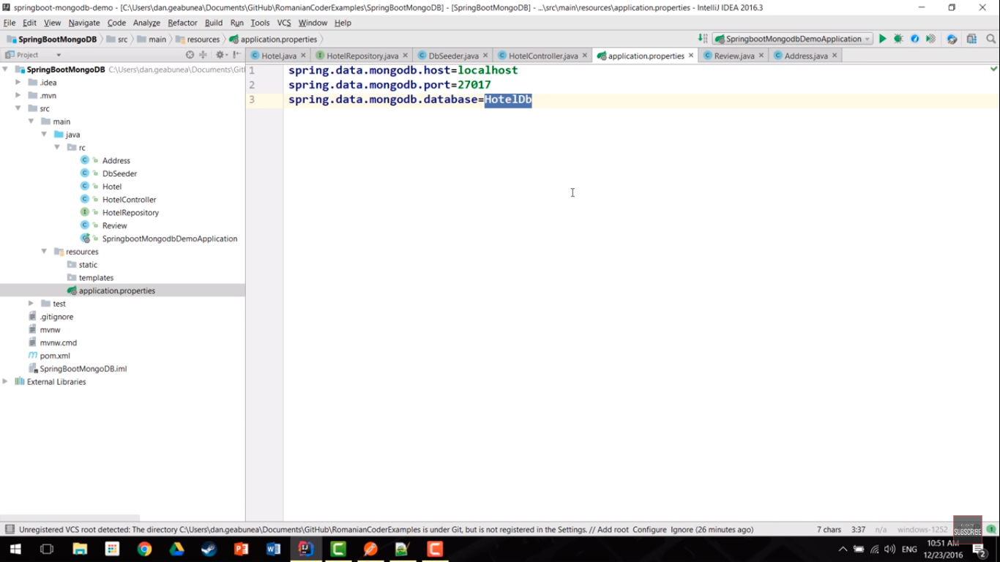 springboot-mongodb-demo - [C:\Users\dan.geabunea\Documents\GitHub\RomanianCoderExamples\SpringBootMongoDB] - [SpringBootMongoDB] - ...\src\main\resources\application.properties - IntelliJ IDEA 2016.3
File Edit View Navigate Code Analyze Refactor Build Run Tools VCS Window Help
SpringBootMongoDB src main resources application.properties SpringbootMongodbDemoApplication
Project Hotel.java HotelRepository.java DbSeeder.java HotelController.java application.properties Review.java Address.java
SpringBootMongoDB C:\Users\dan.geabunea\Documents\Git
.idea
.mvn
src
main
java
rc
Address
DbSeeder
Hotel
HotelController
HotelRepository
Review
SpringbootMongodbDemoApplication
resources
static
templates
application.properties
test
.gitignore
mvnw
mvnw.cmd
pom.xml
SpringBootMongoDB.iml
External Libraries
1 spring.data.mongodb.host=localhost
2 spring.data.mongodb.port=27017
3 spring.data.mongodb.database=HotelDb
Unregistered VCS root detected: The directory C:\Users\dan.geabunea\Documents\GitHub\RomanianCoderExamples is under Git, but is not registered in the Settings. // Add root Configure Ignore (26 minutes ago) 7 chars 3:37 n/a windows-1252
SUBSCRIBE
ENG
10:51 AM
12/23/2016
2